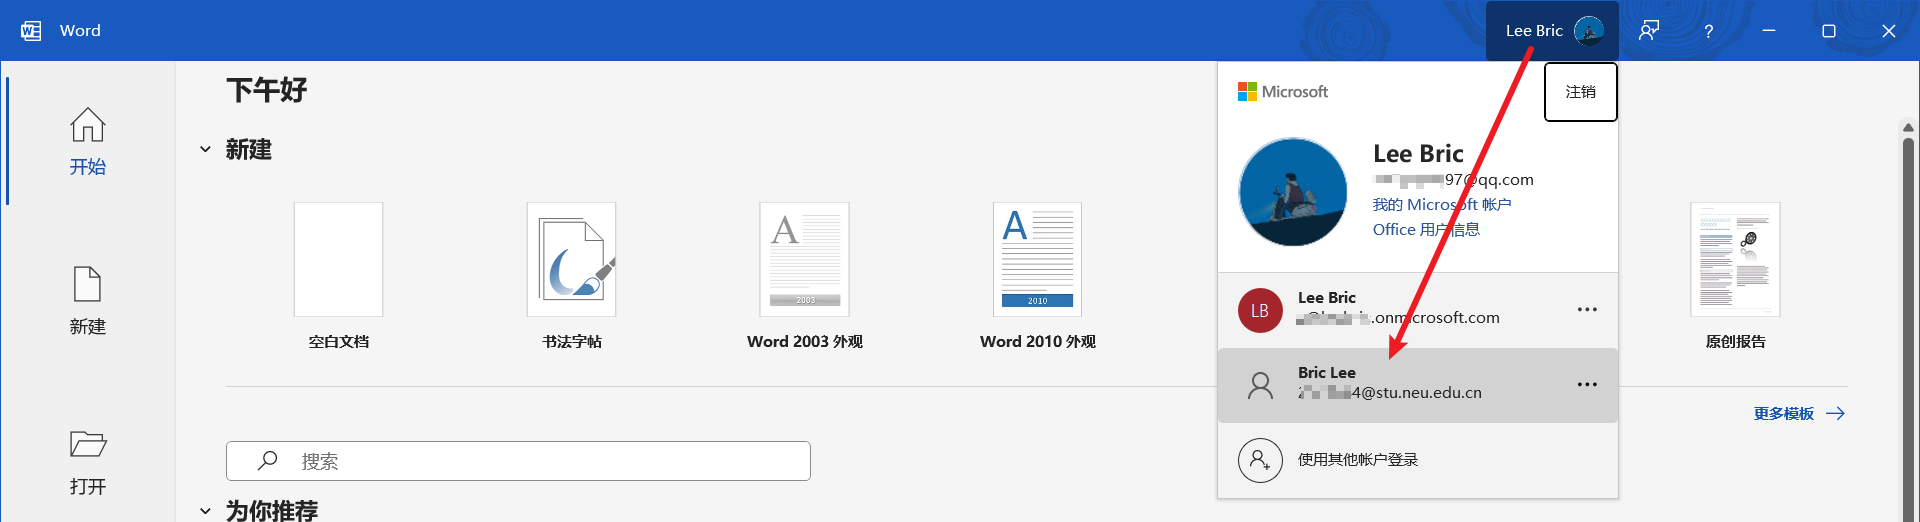 Word
Lee Bric
?
开始
新建
打开
下午好
新建
空白文档
书法字帖
A
2003
Word 2003 外观
A
2010
Word 2010 外观
原创报告
更多模板
搜索
为你推荐
Microsoft
注销
Lee Bric
97@qq.com
我的 Microsoft 帐户
Office 用户信息
LB
Lee Bric
.onmicrosoft.com
Bric Lee
4@stu.neu.edu.cn
使用其他帐户登录